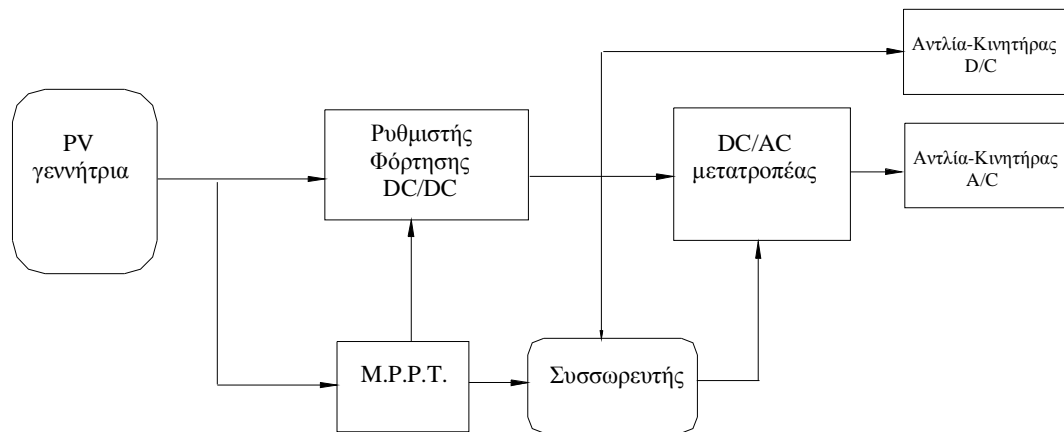 PV
γεννήτρια
Ρυθμιστής
Φόρτησης
DC/DC
DC/AC
μετατροπέας
Αντλία-Κινητήρας
D/C
Αντλία-Κινητήρας
A/C
M.P.P.T.
Συσσωρευτής